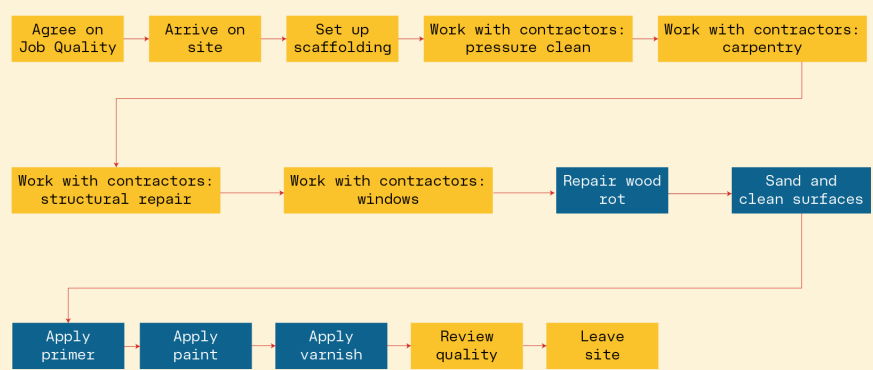 Agree on
Job Quality
Arrive on
site
Set up
scaffolding
Work with contractors:
pressure clean
Work with contractors:
carpentry
Work with contractors:
structural repair
Work with contractors:
windows
Repair wood
rot
Sand and
clean surfaces
Apply
primer
Apply
paint
Apply
varnish
Review
quality
Leave
site